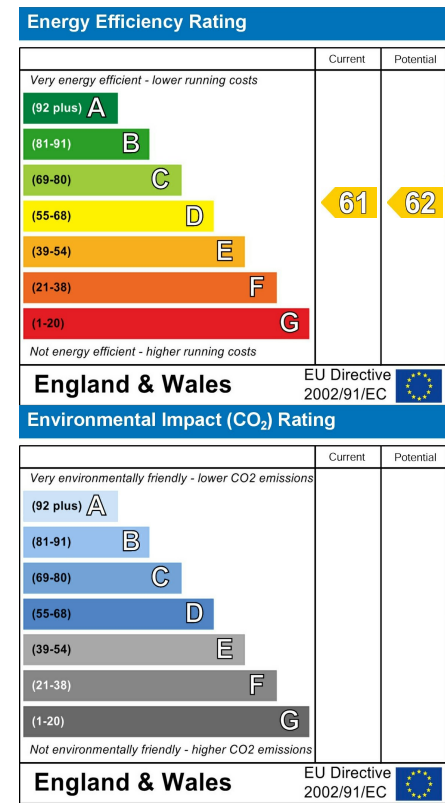 Energy Efficiency Rating
Current Potential
Very energy efficient - lower running costs
(92 plus) A
(81-91) B
(69-80) C
(55-68) D
61 62
(39-54) E
(21-38) F
(1-20) G
Not energy efficient - higher running costs
England & Wales
EU Directive
2002/91/EC
Environmental Impact (CO₂) Rating
Current Potential
Very environmentally friendly - lower CO2 emissions
(92 plus) A
(81-91) B
(69-80) C
(55-68) D
(39-54) E
(21-38) F
(1-20) G
Not environmentally friendly - higher CO2 emissions
England & Wales
EU Directive
2002/91/EC